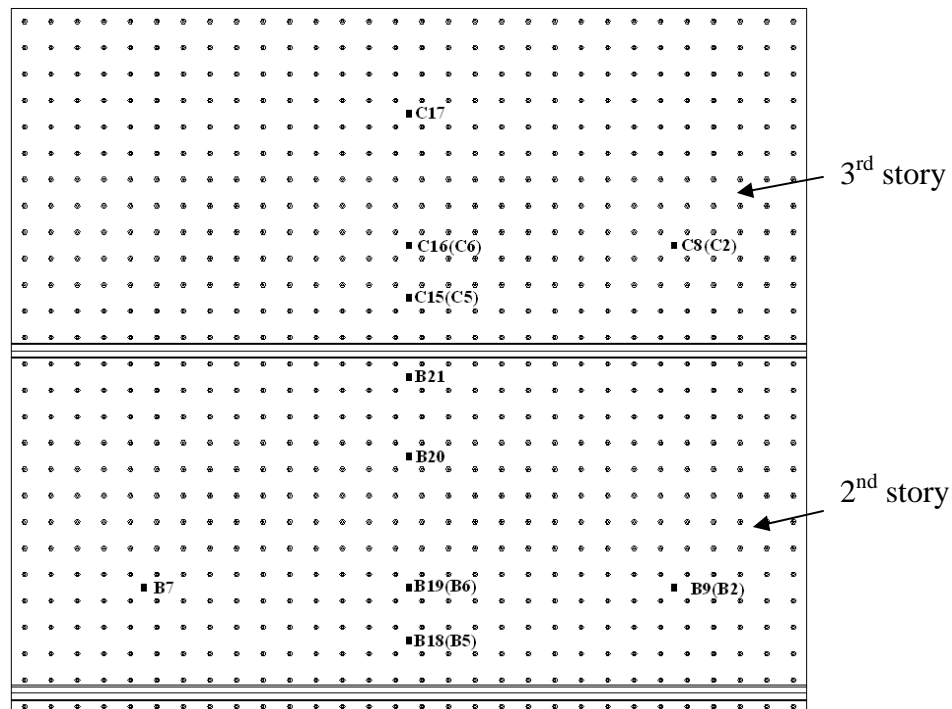 C17
3rd story
C16(C6) C8(C2)
C15(C5)
B21
B20
2nd story
B7 B19(B6) B9(B2)
B18(B5)